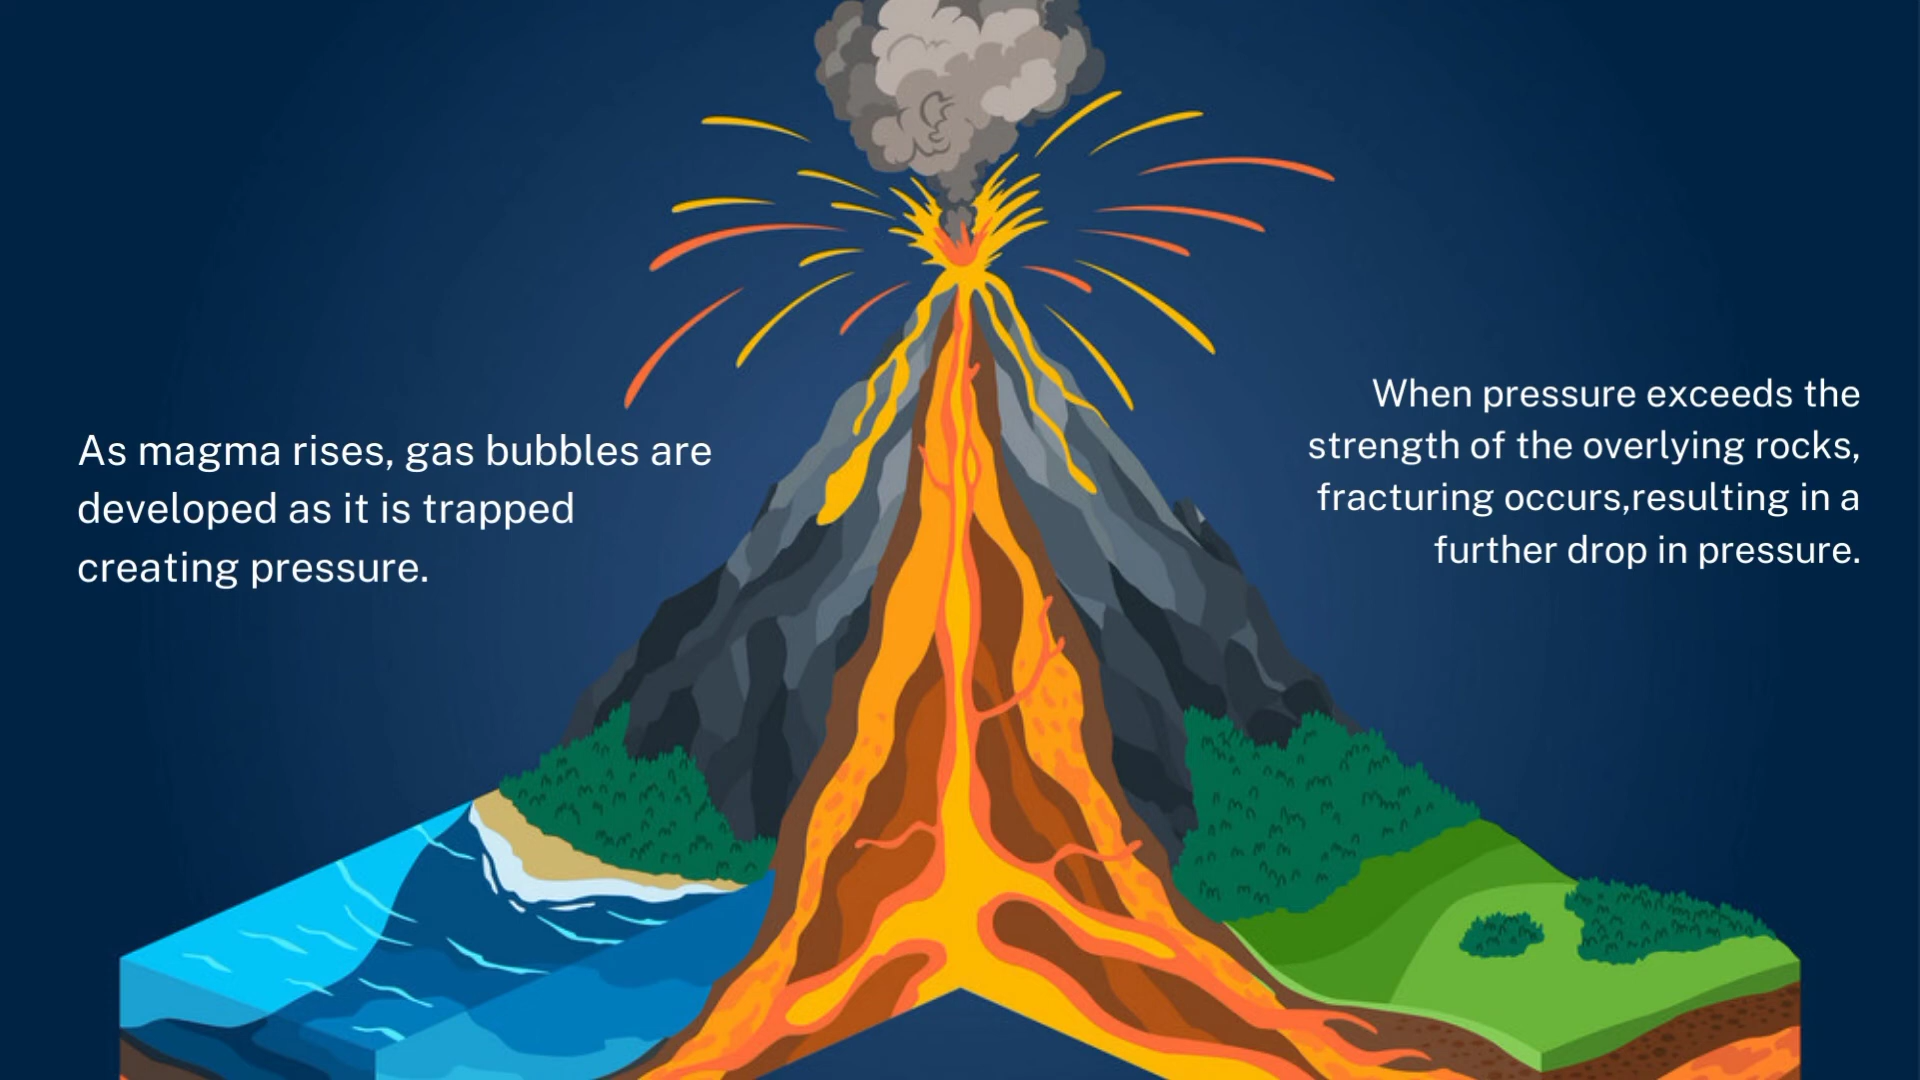 As magma rises, gas bubbles are
developed as it is trapped
creating pressure.
When pressure exceeds the
strength of the overlying rocks,
fracturing occurs,resulting in a
further drop in pressure.